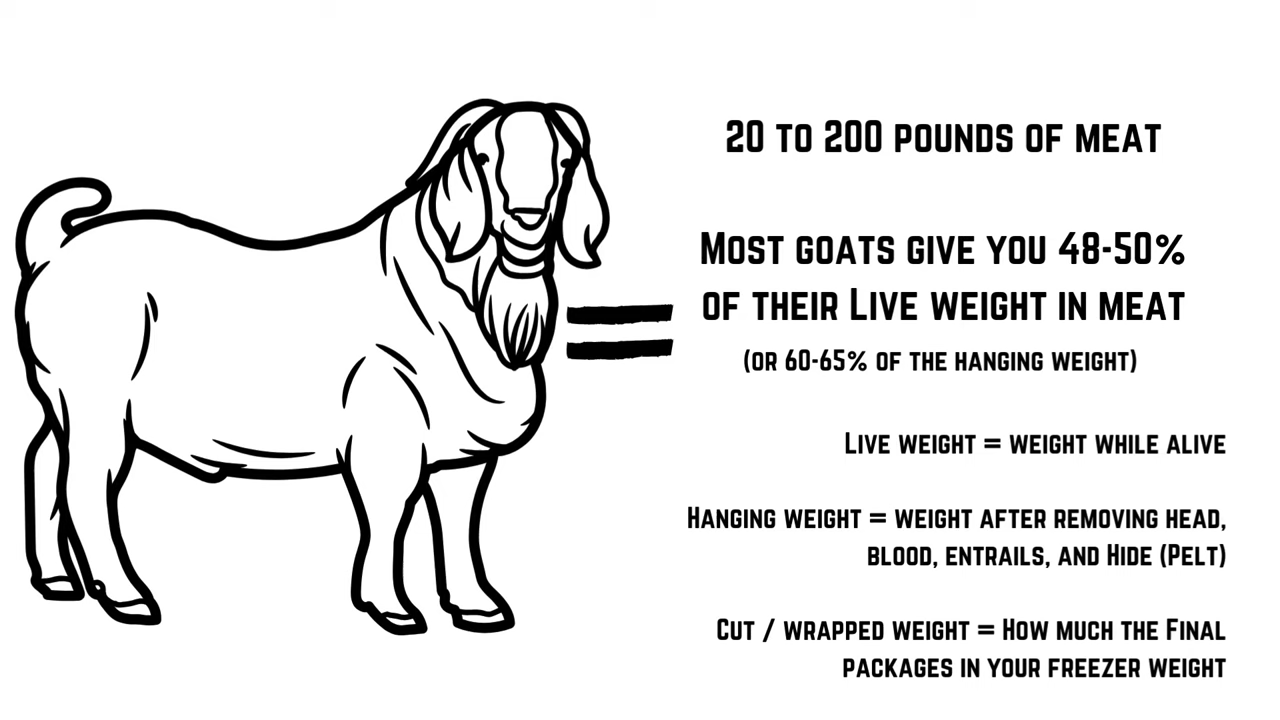 20 to 200 pounds of meat
Most goats give you 48-50%
of their Live weight in meat
(or 60-65% of the hanging weight)
Live weight = weight while alive
Hanging weight = weight after removing head,
blood, entrails, and Hide (Pelt)
Cut / wrapped weight = How much the Final
packages in your freezer weight